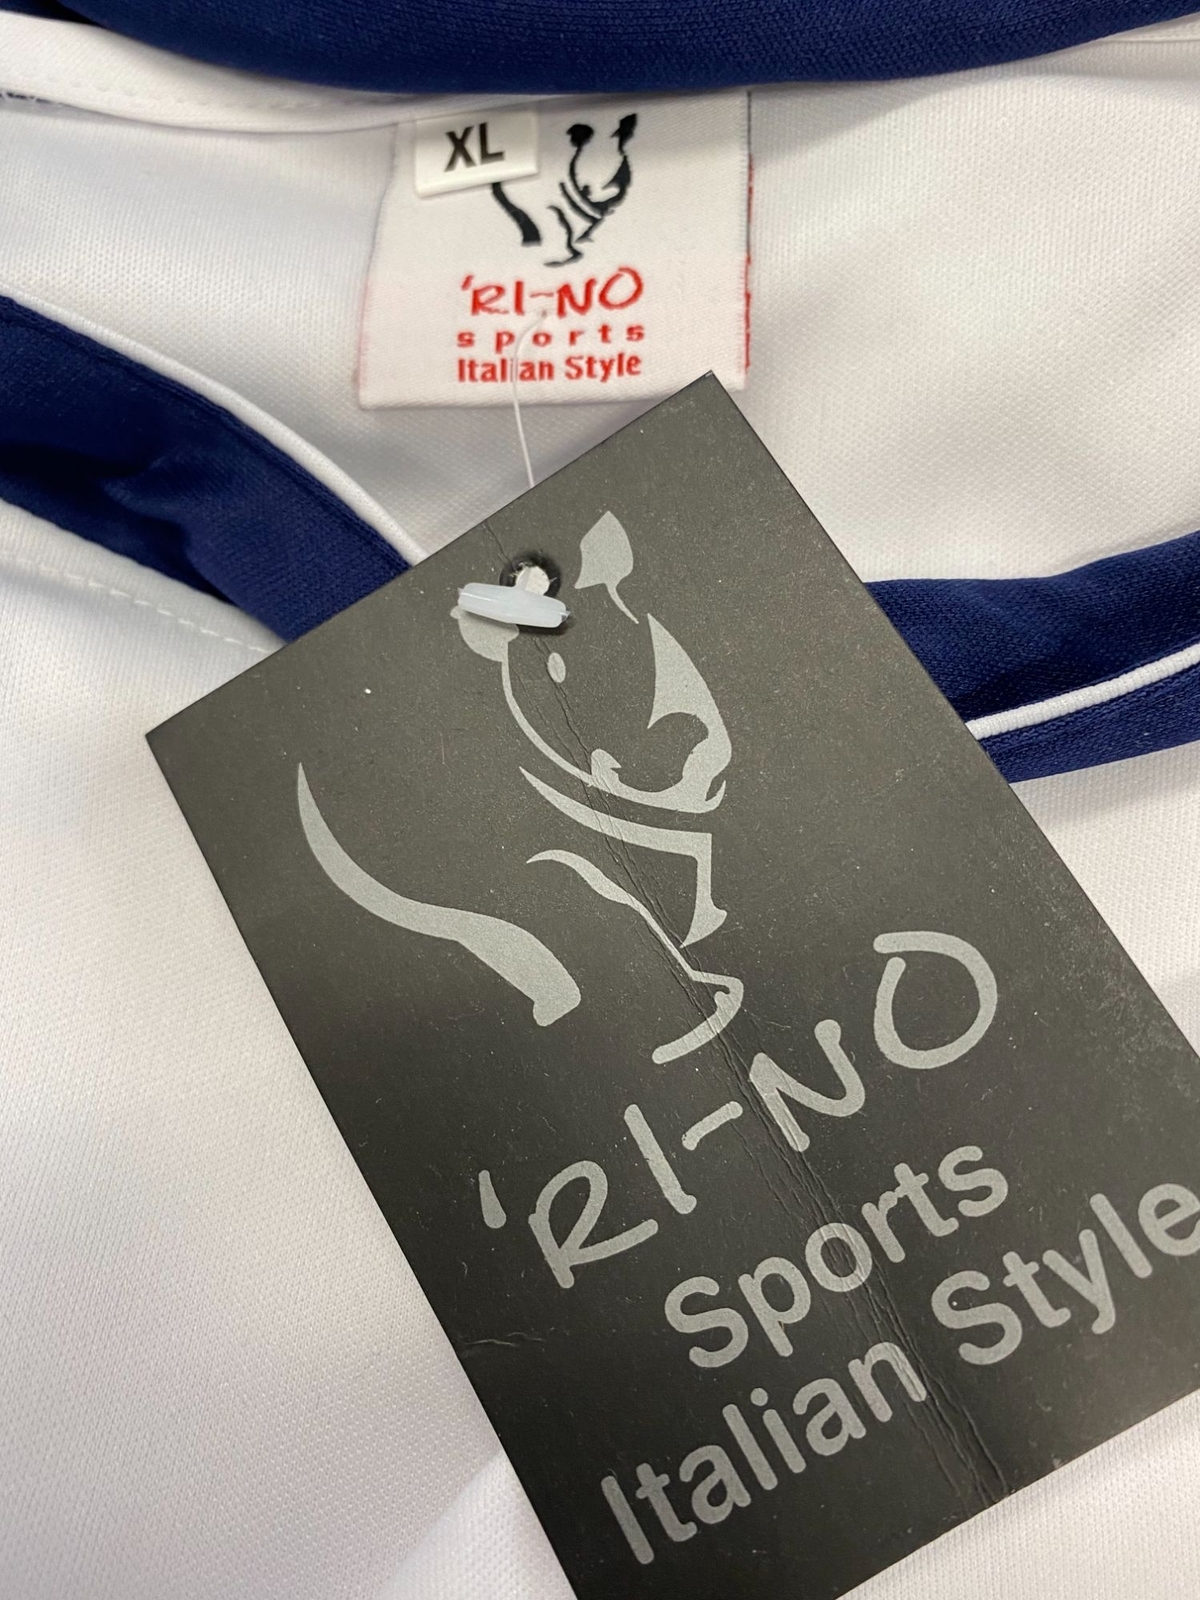 XL
'RI-NO
sports
Italian Style
'RI-NO
Sports
Italian Style